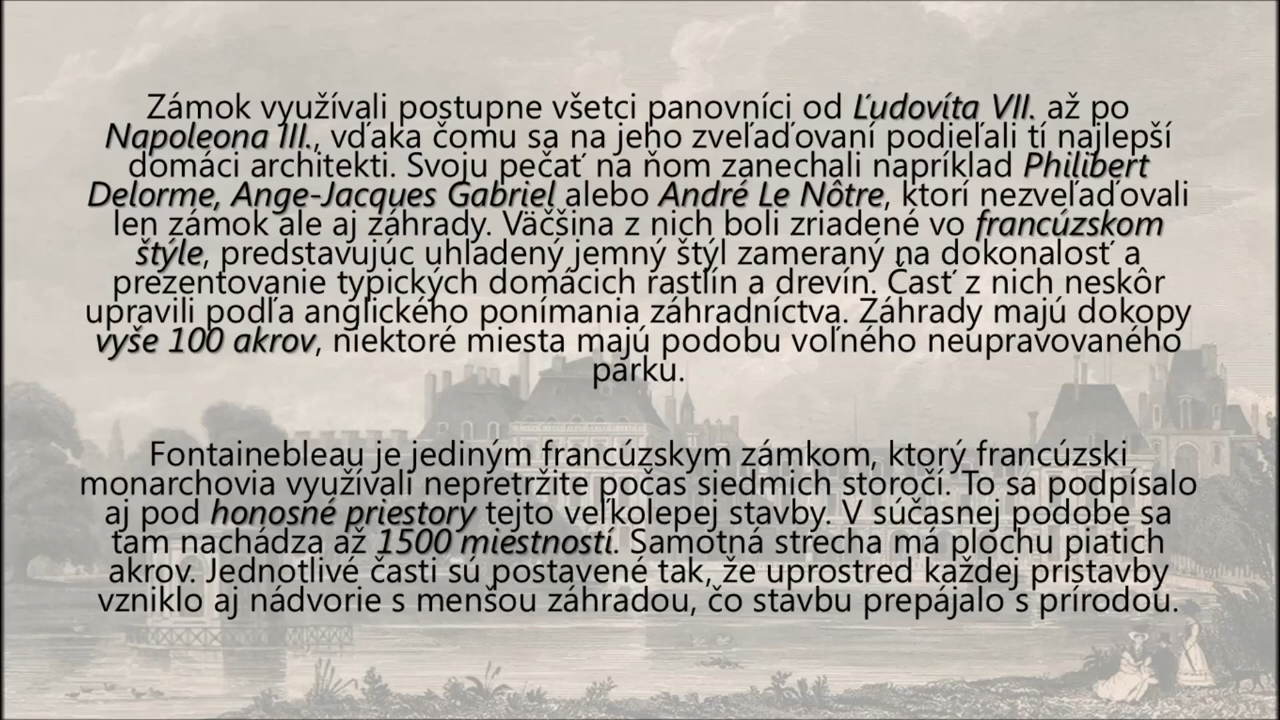 Zámok využívali postupne všetci panovníci od Ľudovíta VII. až po
Napoleona III., vďaka čomu sa na jeho zveľaďovaní podieľali tí najlepší
domáci architekti. Svoju pečať na ňom zanechali napríklad Philibert
Delorme, Ange-Jacques Gabriel alebo André Le Nôtre, ktorí nezveľaďovali
len zámok ale aj záhrady. Väčšina z nich boli zriadené vo francúzskom
štýle, predstavujúc uhladený jemný štýl zameraný na dokonalosť a
prezentovanie typických domácich rastlín a drevín. Časť z nich neskôr
upravili podľa anglického ponímania záhradníctva. Záhrady majú dokopy
vyše 100 akrov, niektoré miesta majú podobu voľného neupravovaného
parku.
Fontainebleau je jediným francúzskym zámkom, ktorý francúzski
monarchovia využívali nepretržite počas siedmich storočí. To sa podpísalo
aj pod honosné priestory tejto veľkolepej stavby. V súčasnej podobe sa
tam nachádza až 1500 miestností. Samotná strecha má plochu piatich
akrov. Jednotlivé časti sú postavené tak, že uprostred každej prístavby
vzniklo aj nádvorie s menšou záhradou, čo stavbu prepájalo s prírodou.